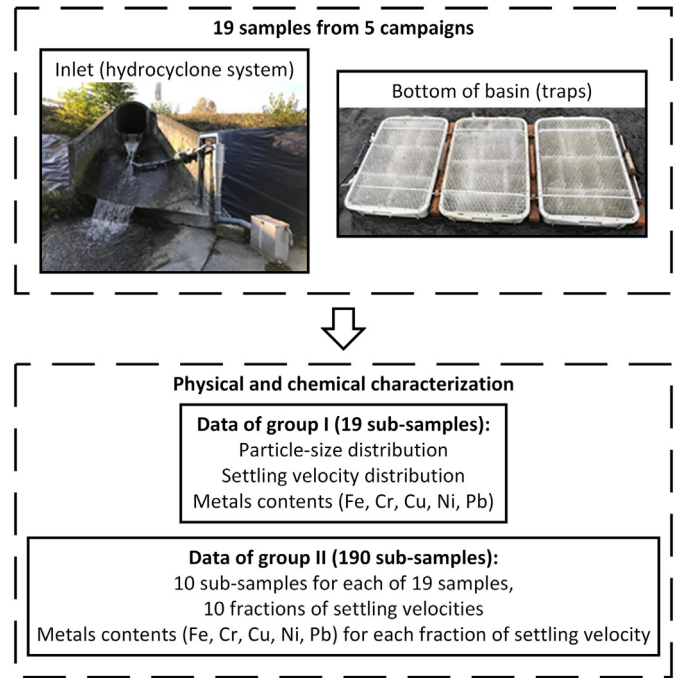 19 samples from 5 campaigns
Inlet (hydrocyclone system)
Bottom of basin (traps)
Physical and chemical characterization
Data of group I (19 sub-samples):
Particle-size distribution
Settling velocity distribution
Metals contents (Fe, Cr, Cu, Ni, Pb)
Data of group II (190 sub-samples):
10 sub-samples for each of 19 samples,
10 fractions of settling velocities
Metals contents (Fe, Cr, Cu, Ni, Pb) for each fraction of settling velocity